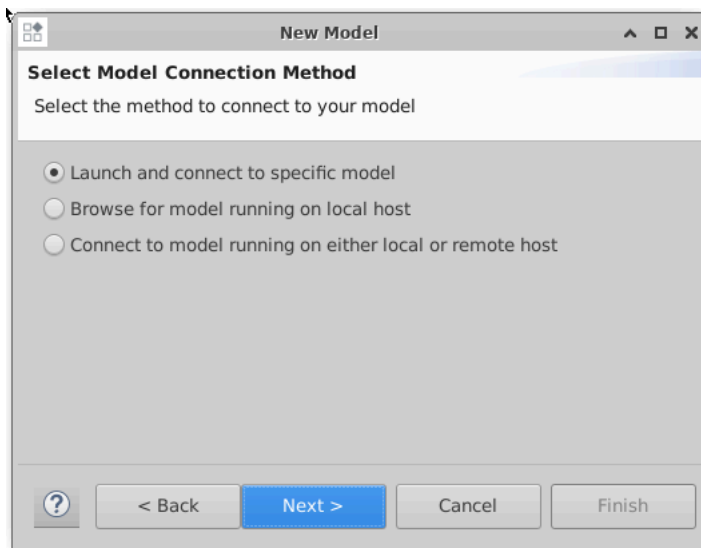 New Model
Select Model Connection Method
Select the method to connect to your model
Launch and connect to specific model
Browse for model running on local host
Connect to model running on either local or remote host
? < Back Next > Cancel Finish